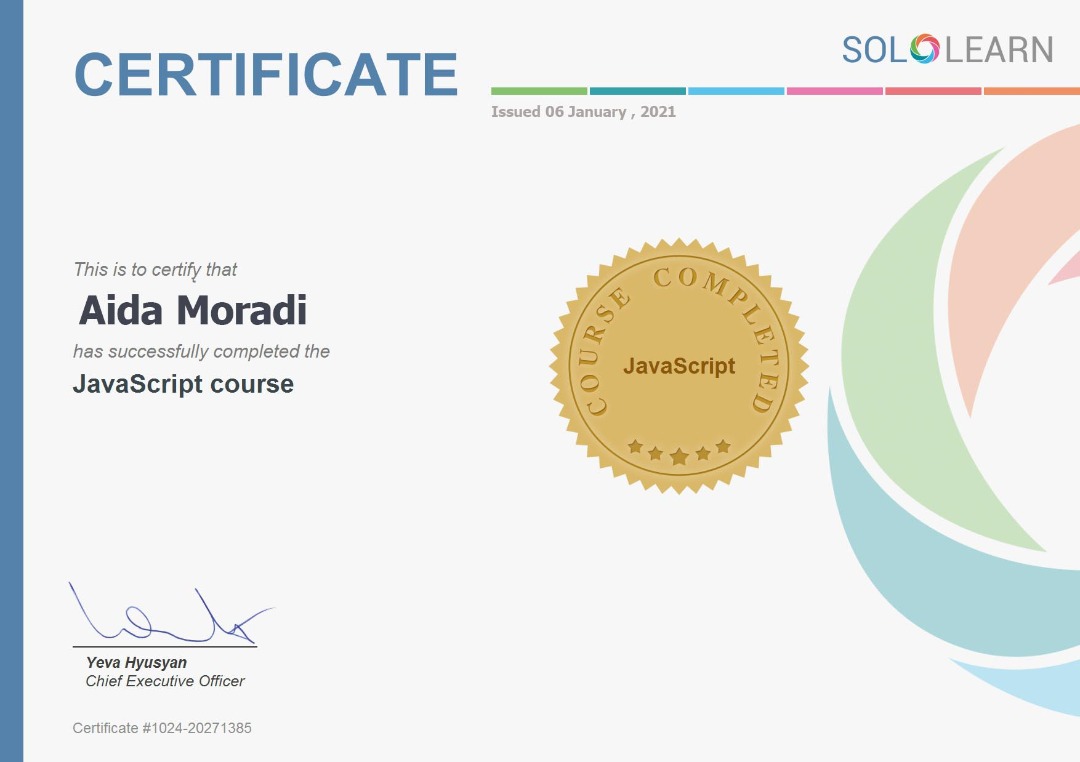 CERTIFICATE
SOLOLEARN
Issued 06 January , 2021
This is to certify that
Aida Moradi
has successfully completed the
JavaScript course
COURSE COMPLETED
JavaScript
Yeva Hyusyan
Chief Executive Officer
Certificate #1024-20271385